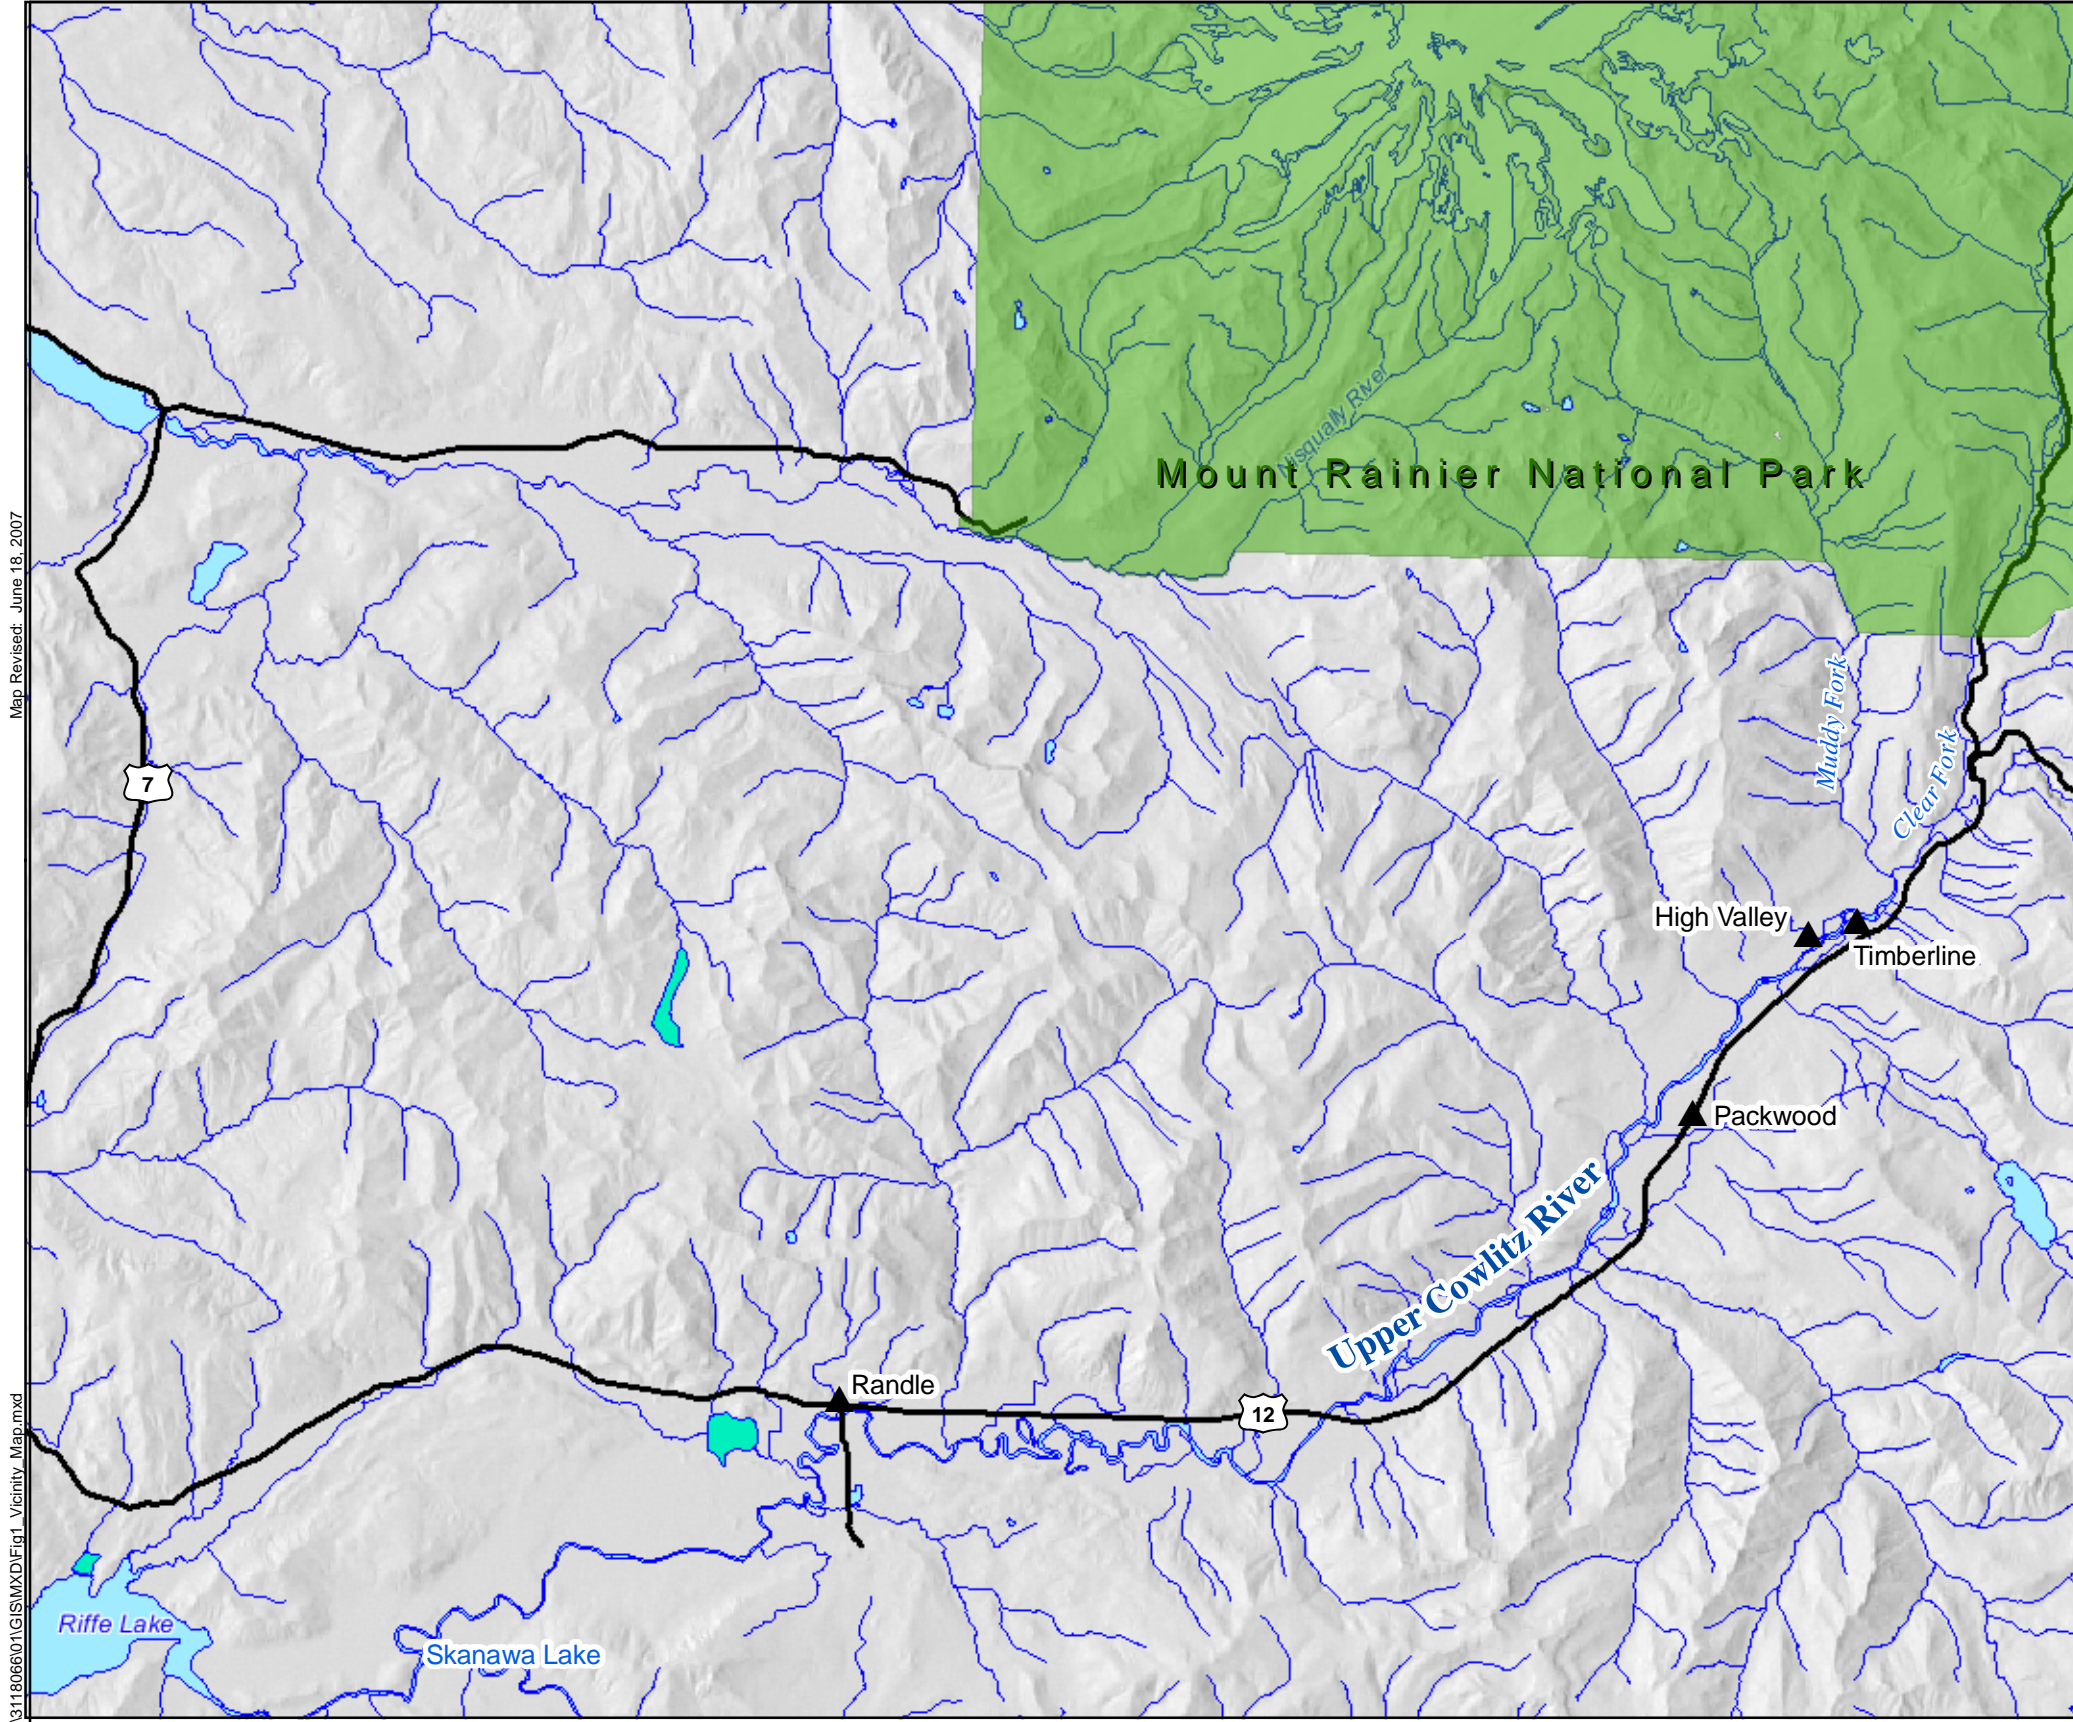 Nisqually River
Mount Rainier National Park
Map Revised: June 18, 2007
Muddy Fork
Clear Fork
7
High Valley
Timberline
Packwood
Upper Cowlitz River
Randle
12
\3118066\01\GIS\MXD\Fig1_Vicinity_Map.mxd
Riffe Lake
Skanawa Lake